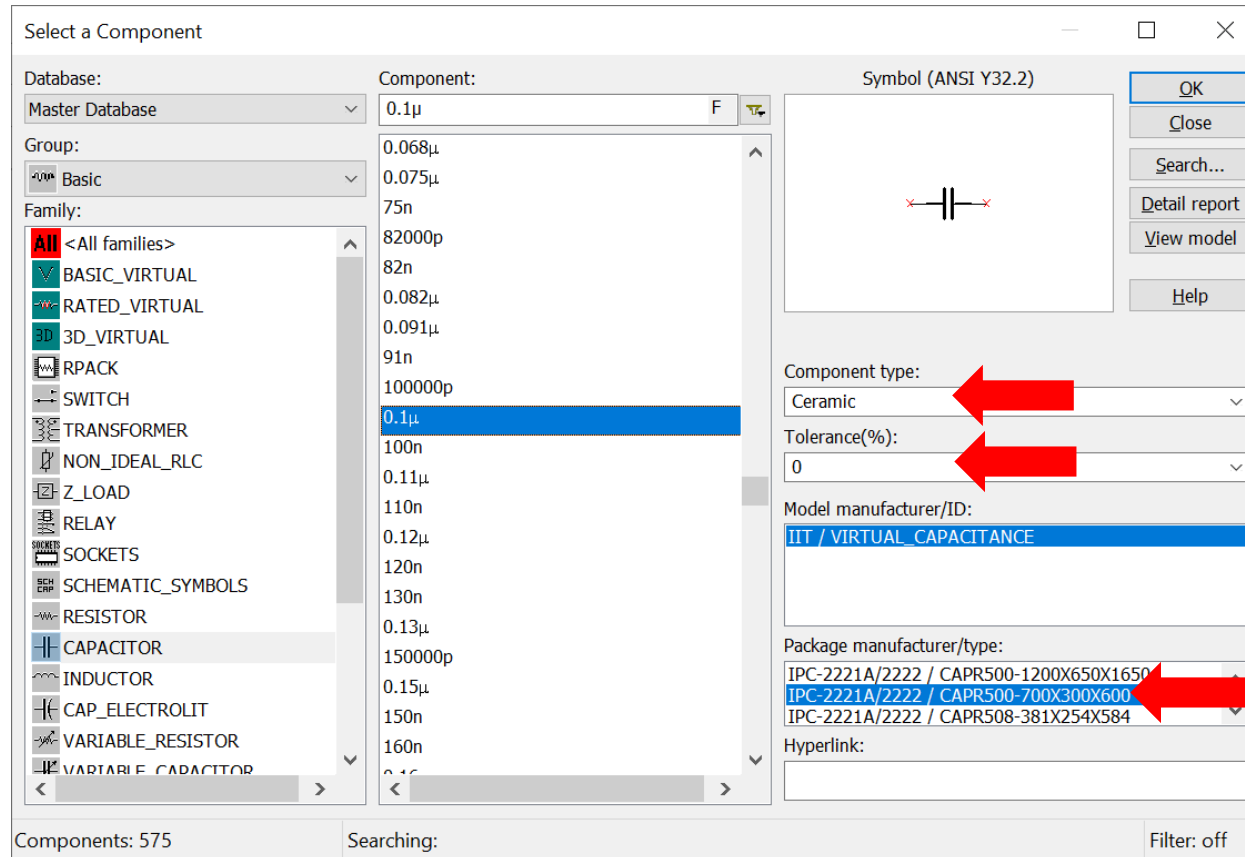 Select a Component
Database:
Master Database
Group:
Basic
Family:
All <All families>
BASIC_VIRTUAL
RATED_VIRTUAL
3D 3D_VIRTUAL
RPACK
SWITCH
TRANSFORMER
NON_IDEAL_RLC
Z Z_LOAD
RELAY
SOCKETS SOCKETS
SCH CAP SCHEMATIC_SYMBOLS
RESISTOR
CAPACITOR
INDUCTOR
CAP_ELECTROLIT
VARIABLE_RESISTOR
VARIABLE_CAPACITOR
Component:
0.1µ F
0.068µ
0.075µ
75n
82000p
82n
0.082µ
0.091µ
91n
100000p
0.1µ
100n
0.11µ
110n
0.12µ
120n
130n
0.13µ
150000p
0.15µ
150n
160n
Symbol (ANSI Y32.2)
OK
Close
Search...
Detail report
View model
Help
Component type:
Ceramic
Tolerance(%):
0
Model manufacturer/ID:
IIT / VIRTUAL_CAPACITANCE
Package manufacturer/type:
IPC-2221A/2222 / CAPR500-1200X650X1650
IPC-2221A/2222 / CAPR500-700X300X600
IPC-2221A/2222 / CAPR508-381X254X584
Hyperlink:
Components: 575
Searching:
Filter: off